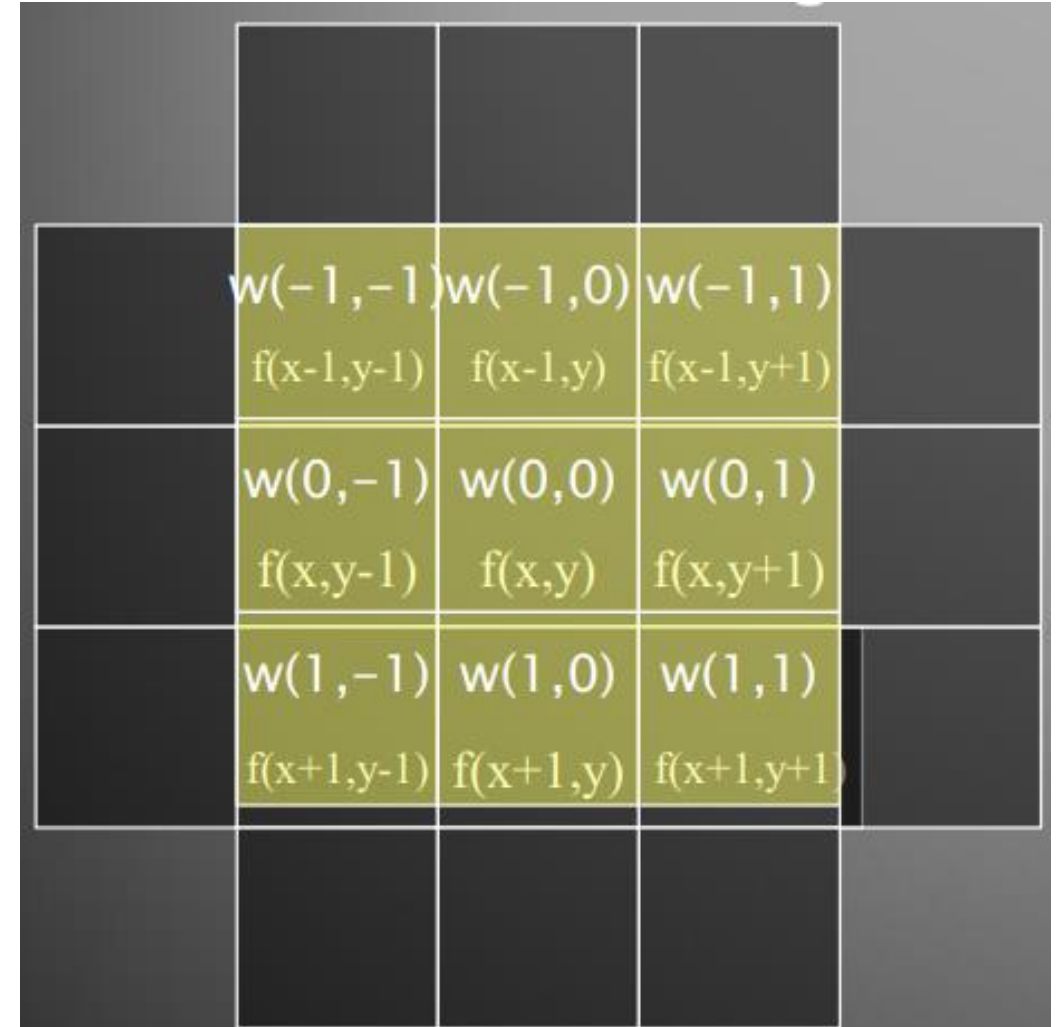 w(-1,-1) w(-1,0) w(-1,1)
f(x-1,y-1) f(x-1,y) f(x-1,y+1)
w(0,-1) w(0,0) w(0,1)
f(x,y-1) f(x,y) f(x,y+1)
w(1,-1) w(1,0) w(1,1)
f(x+1,y-1) f(x+1,y) f(x+1,y+1)